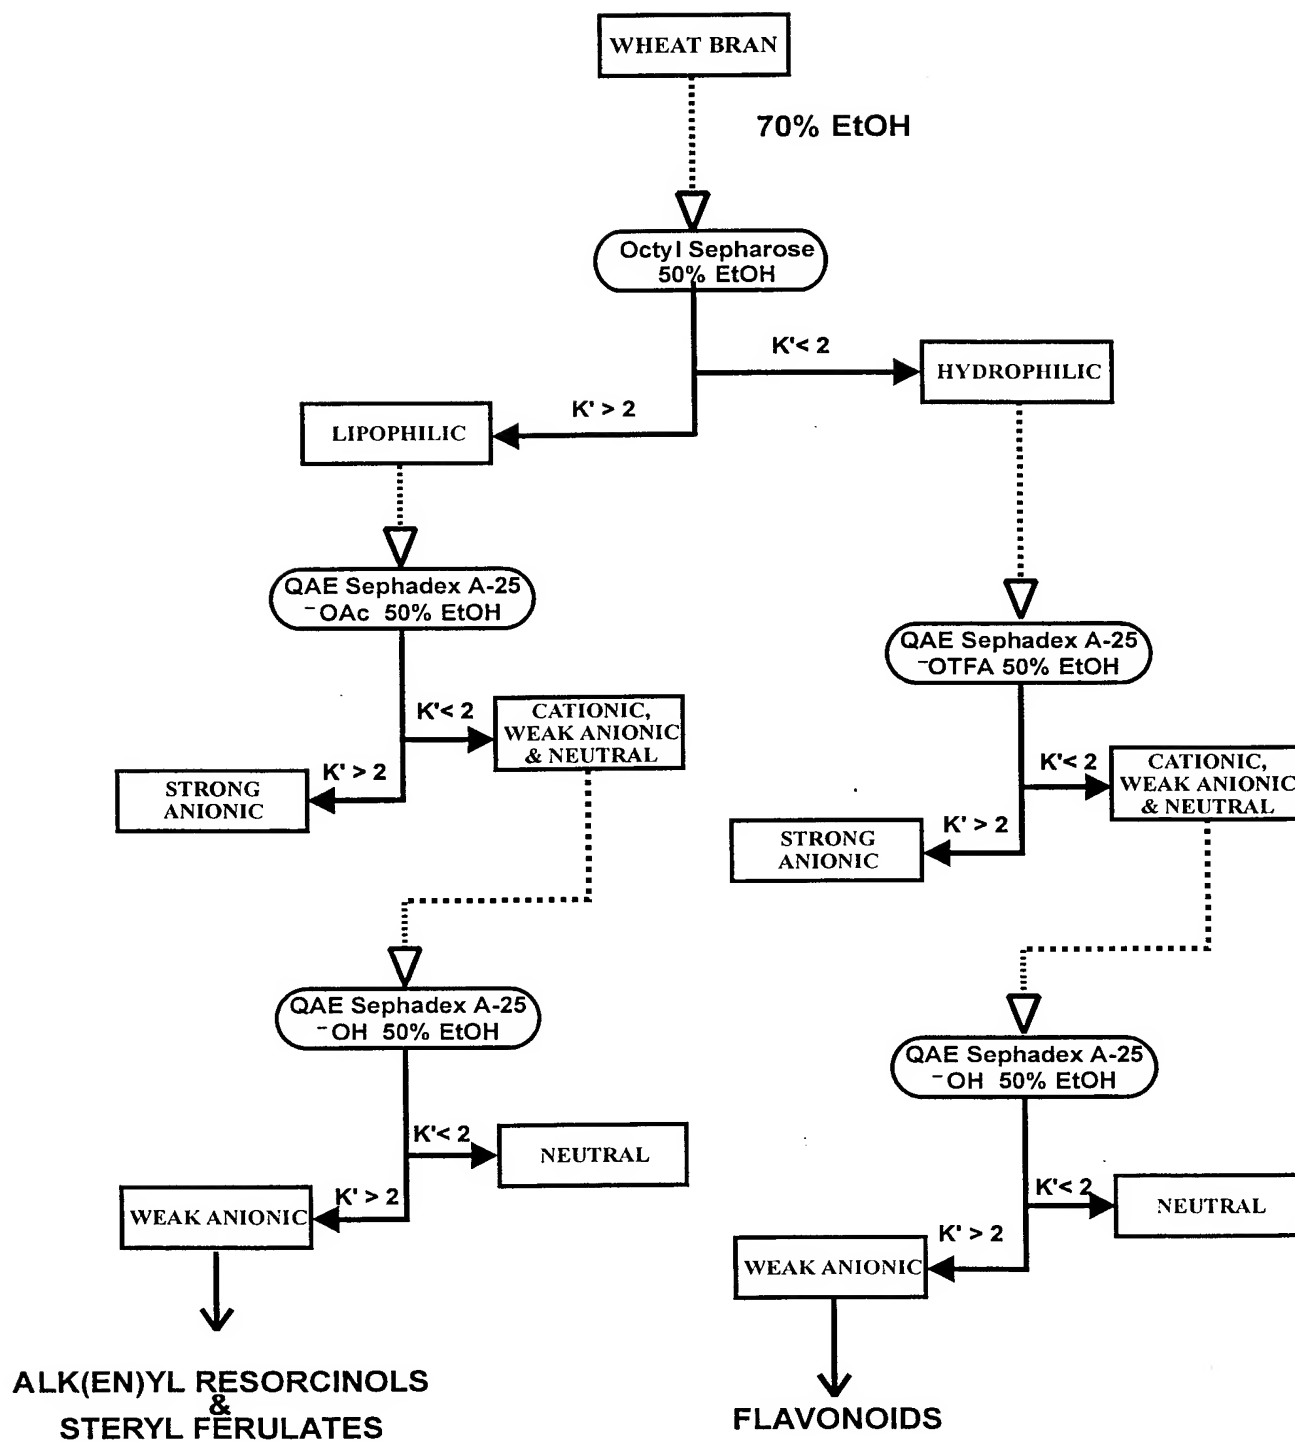 WHEAT BRAN
70% EtOH
Octyl Sepharose
50% EtOH
K'< 2
HYDROPHILIC
K' > 2
LIPOPHILIC
QAE Sephadex A-25
⁻OAc 50% EtOH
QAE Sephadex A-25
⁻OTFA 50% EtOH
K'< 2
CATIONIC,
WEAK ANIONIC
& NEUTRAL
K' > 2
STRONG
ANIONIC
K'< 2
CATIONIC,
WEAK ANIONIC
& NEUTRAL
K' > 2
STRONG
ANIONIC
QAE Sephadex A-25
⁻OH 50% EtOH
QAE Sephadex A-25
⁻OH 50% EtOH
K'< 2
NEUTRAL
K' > 2
WEAK ANIONIC
K'< 2
NEUTRAL
K' > 2
WEAK ANIONIC
ALK(EN)YL RESORCINOLS
&
STERYL FERULATES
FLAVONOIDS